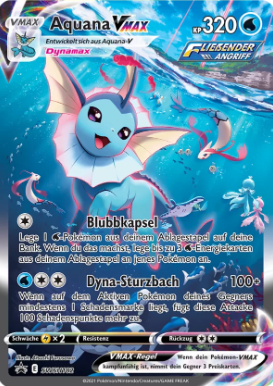 VMAX
Aquana VMAX
KP 320
Entwickelt sich aus Aquana-V
Dynamax
FLIEẞENDER
ANGRIFF
Blubbkapsel
Lege 1 -Pokémon aus deinem Ablagestapel auf deine
Bank. Wenn du das machst, lege bis zu 3 -Energiekarten
aus deinem Ablagestapel an jenes Pokémon an.
Dyna-Sturzbach 100+
Wenn auf dem Aktiven Pokémon deines Gegners
mindestens 1 Schadensmarke liegt, fügt diese Attacke
100 Schadenspunkte mehr zu.
Schwäche x 2 Resistenz Rückzug
VMAX-Regel
Wenn dein Pokémon-VMAX
kampfunfähig ist, nimmt dein Gegner 3 Preiskarten.
©2021 Pokémon/Nintendo/Creatures/GAME FREAK